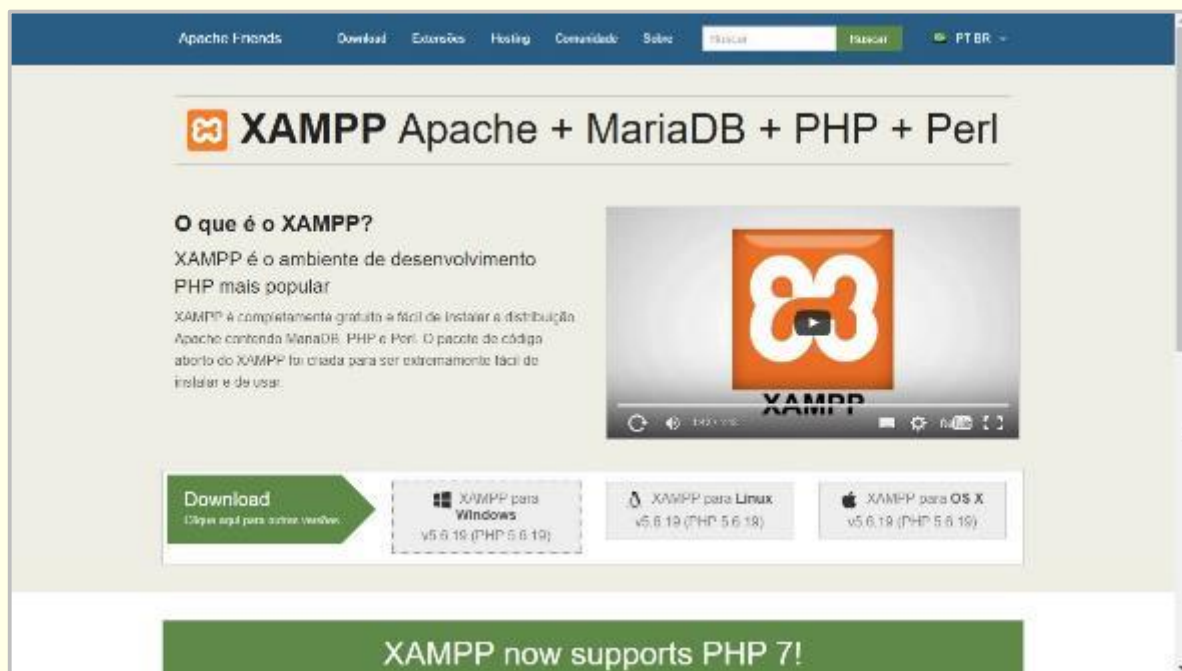 Apache Friends Download Extensões Hosting Comunidade Sobre Buscar Buscar PT BR
XAMPP Apache + MariaDB + PHP + Perl
O que é o XAMPP?
XAMPP é o ambiente de desenvolvimento
PHP mais popular
XAMPP é completamente gratuito e fácil de instalar a distribuição
Apache contendo MariaDB, PHP e Perl. O pacote de código
aberto do XAMPP foi criada para ser extremamente fácil de
instalar e de usar.
XAMPP
Download
Clique aqui para outras versões
XAMPP para
Windows
v5.6.19 (PHP 5.6.19)
XAMPP para Linux
v5.6.19 (PHP 5.6.19)
XAMPP para OS X
v5.6.19 (PHP 5.6.19)
XAMPP now supports PHP 7!